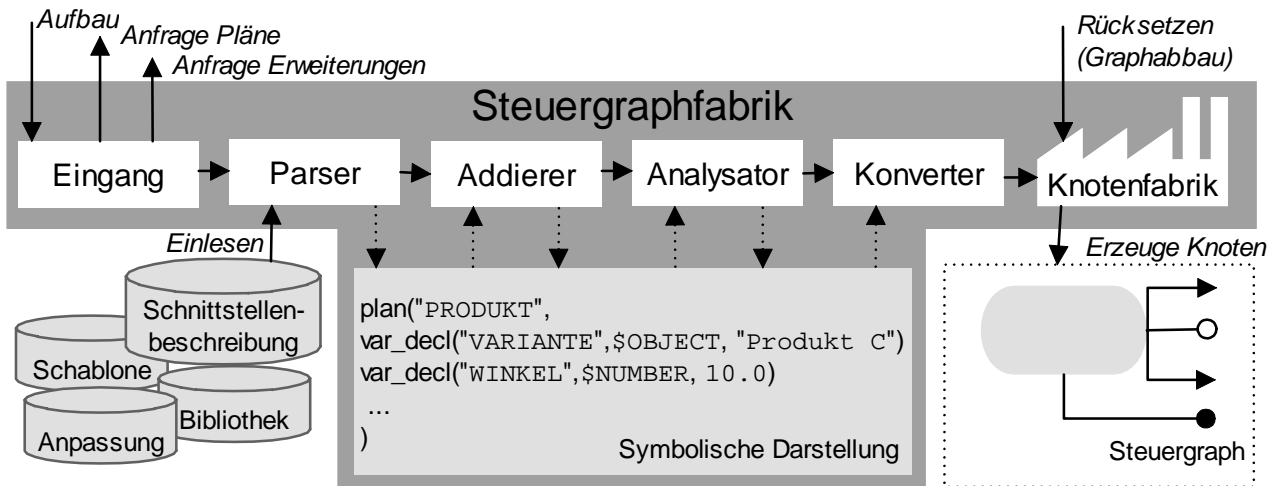 Aufbau
Anfrage Pläne
Anfrage Erweiterungen
Rücksetzen
(Graphabbau)
Steuergraphfabrik
Eingang
Parser
Addierer
Analysator
Konverter
Knotenfabrik
Einlesen
Erzeuge Knoten
Schnittstellen-
beschreibung
Schablone
Bibliothek
Anpassung
plan("PRODUKT",
var_decl("VARIANTE",$OBJECT, "Produkt C")
var_decl("WINKEL",$NUMBER, 10.0)
...
)
Symbolische Darstellung
Steuergraph